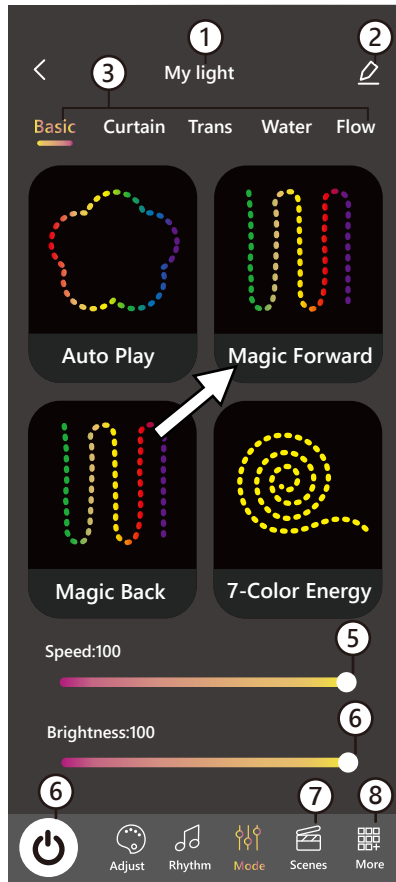 1
2
3
My light
Basic Curtain Trans Water Flow
Auto Play Magic Forward
Magic Back 7-Color Energy
5
Speed:100
6
Brightness:100
6 7 8
Adjust Rhythm Mode Scenes More